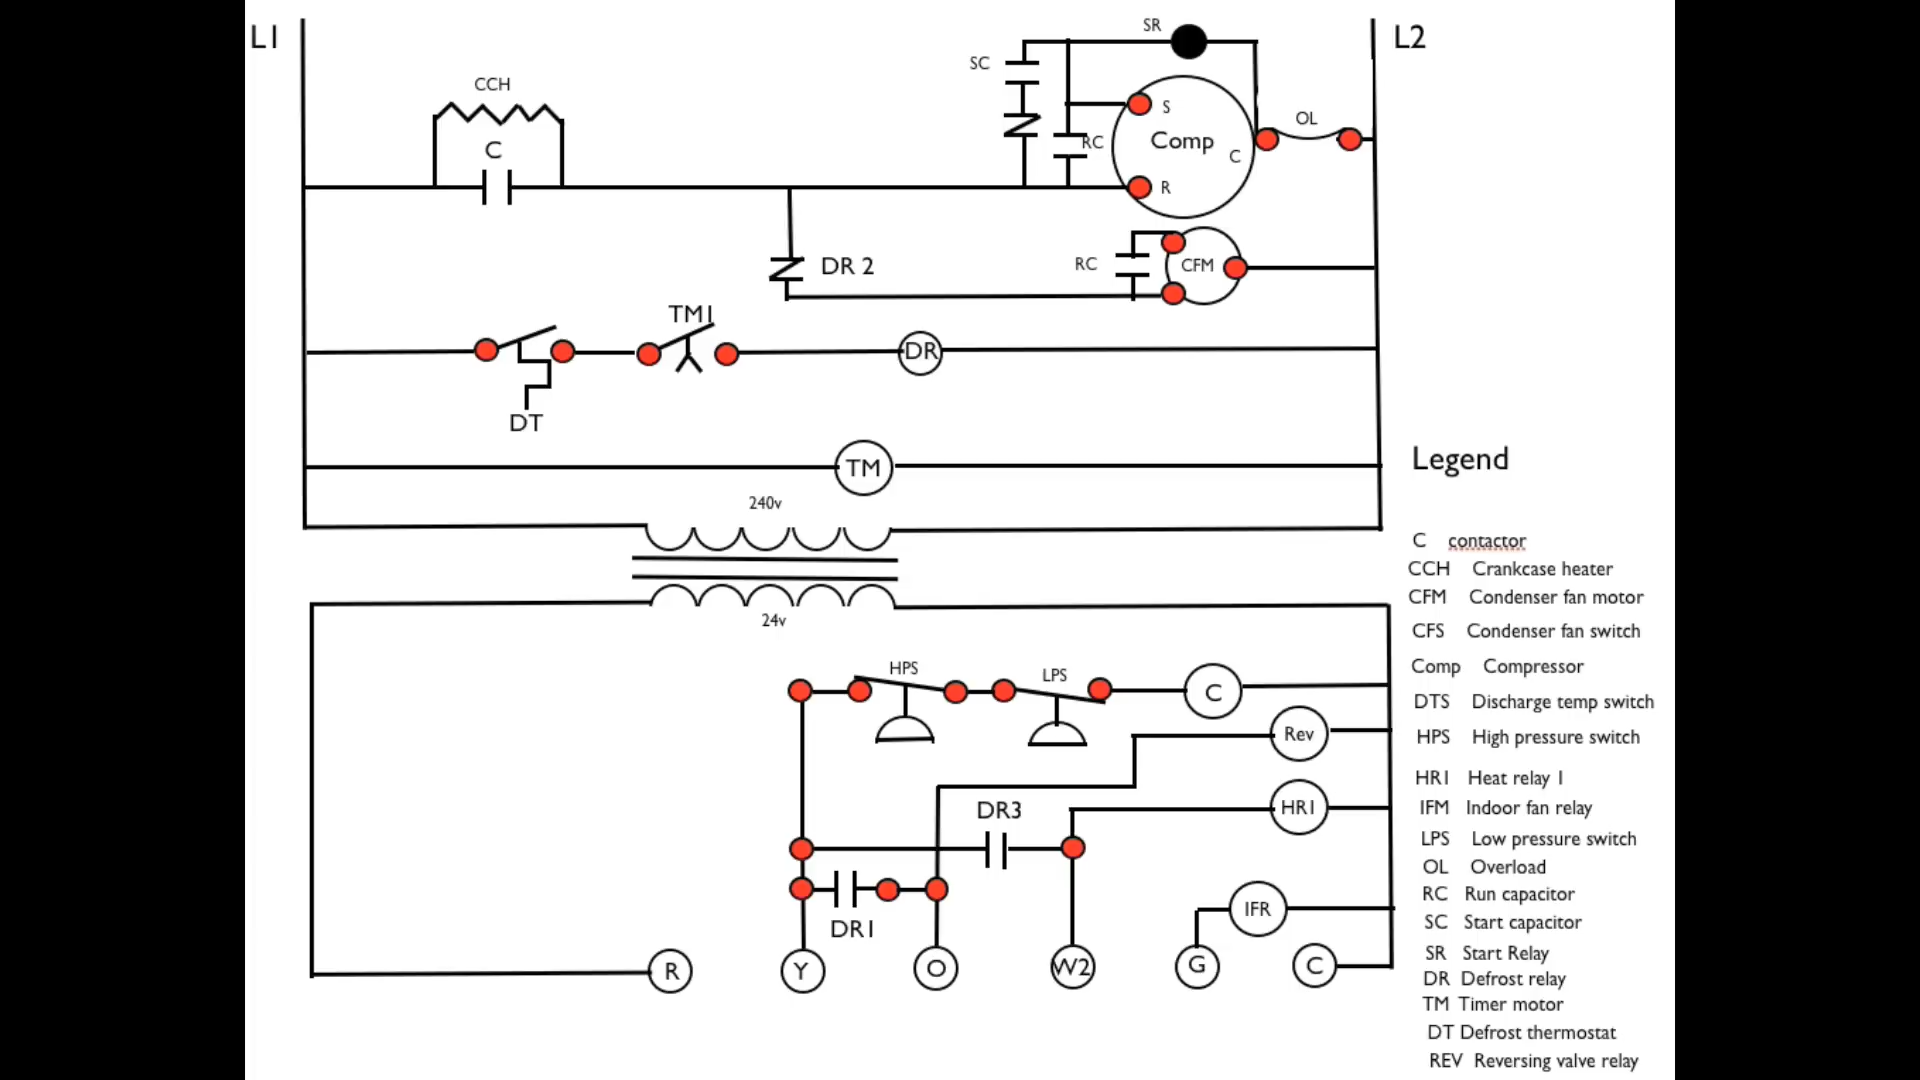 L1
L2
SR
SC
CCH
S
OL
C
RC
Comp
C
R
DR 2
RC
CFM
TM1
DR
DT
TM
Legend
240v
C contactor
CCH Crankcase heater
CFM Condenser fan motor
24v
CFS Condenser fan switch
HPS
LPS
Comp Compressor
C
DTS Discharge temp switch
Rev
HPS High pressure switch
HR1 Heat relay 1
DR3
HR1
IFM Indoor fan relay
LPS Low pressure switch
OL Overload
RC Run capacitor
IFR
DR1
SC Start capacitor
SR Start Relay
R
Y
O
W2
G
C
DR Defrost relay
TM Timer motor
DT Defrost thermostat
REV Reversing valve relay